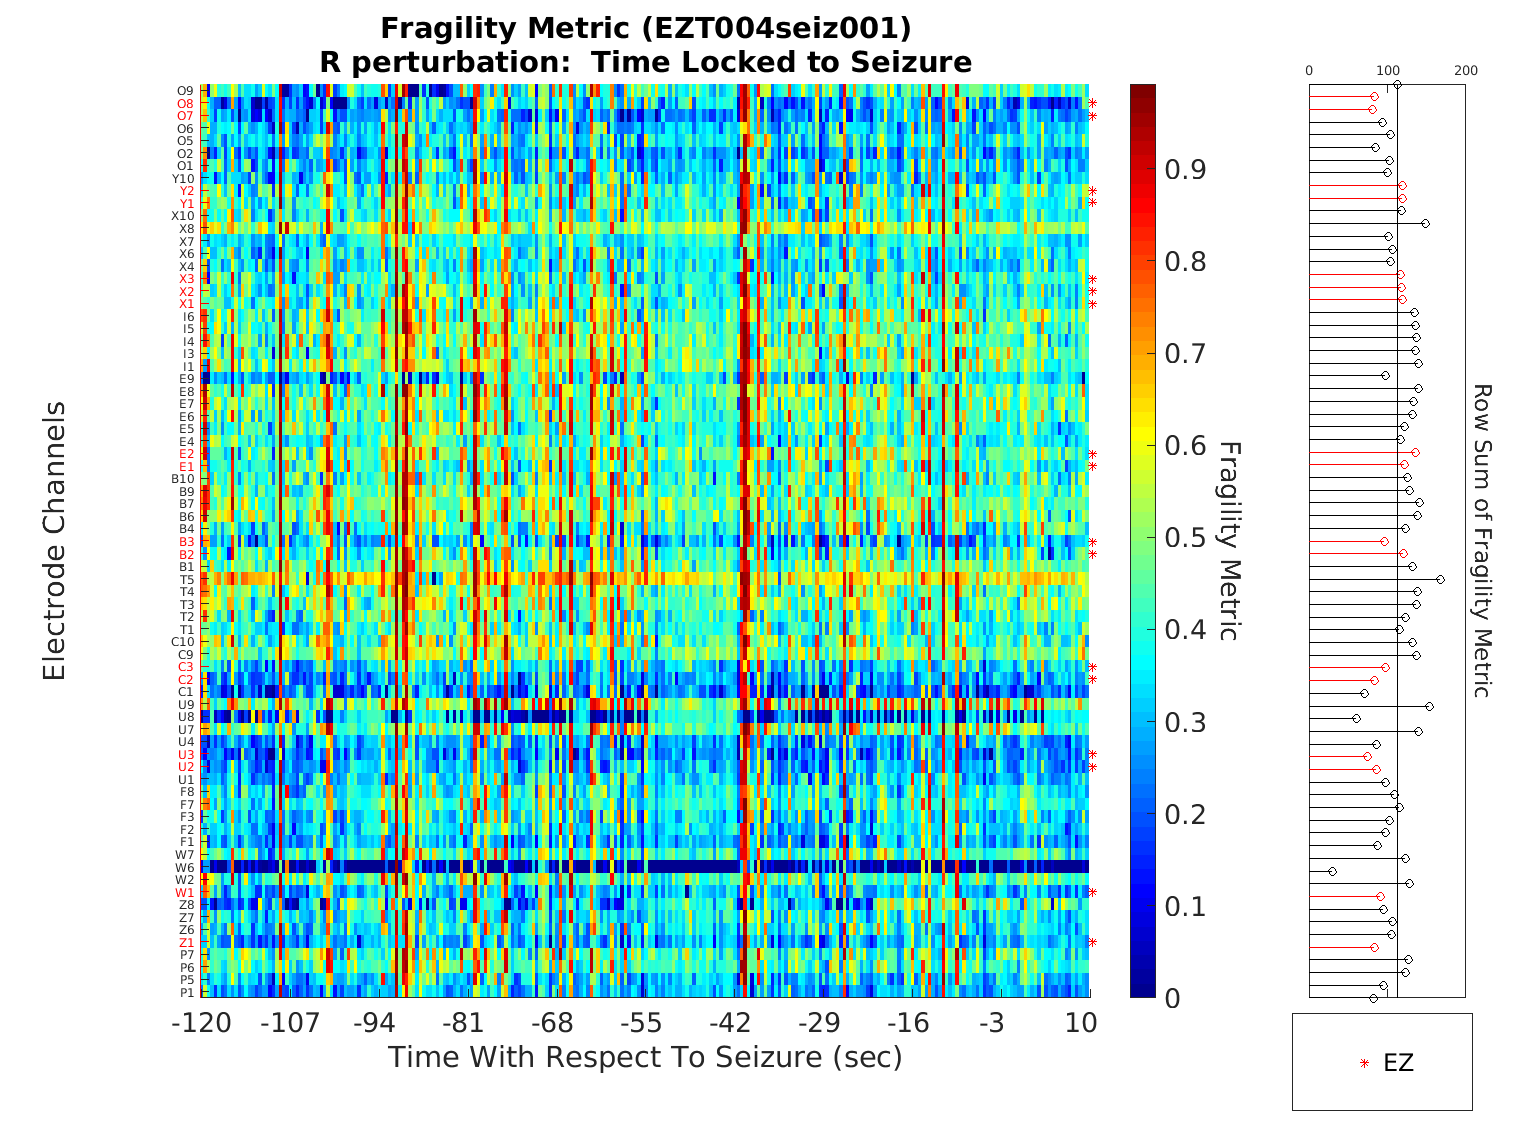 Fragility Metric (EZT004seiz001)
R perturbation: Time Locked to Seizure
Electrode Channels
O9
O8
O7
O6
O5
O2
O1
Y10
Y2
Y1
X10
X8
X7
X6
X4
X3
X2
X1
I6
I5
I4
I3
I1
E9
E8
E7
E6
E5
E4
E2
E1
B10
B9
B7
B6
B4
B3
B2
B1
T5
T4
T3
T2
T1
C10
C9
C3
C2
C1
U9
U8
U7
U4
U3
U2
U1
F8
F7
F3
F2
F1
W7
W6
W2
W1
Z8
Z7
Z6
Z1
P7
P6
P5
P1
-120 -107 -94 -81 -68 -55 -42 -29 -16 -3 10
Time With Respect To Seizure (sec)
0.9
0.8
0.7
0.6
0.5
0.4
0.3
0.2
0.1
0
Fragility Metric
0 100 200
Row Sum of Fragility Metric
EZ